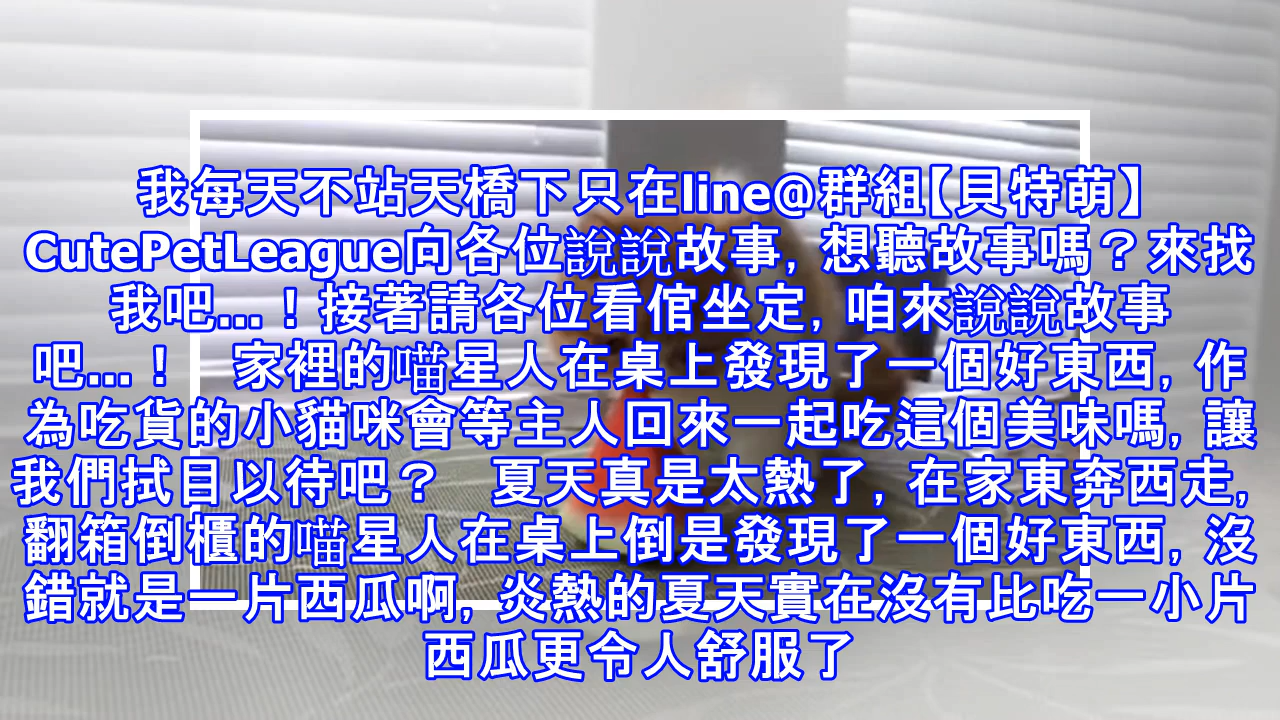 我每天不站天橋下只在line@群組【貝特萌】
CutePetLeague向各位說說故事, 想聽故事嗎？來找
我吧...！接著請各位看倌坐定, 咱來說說故事
吧...！　家裡的喵星人在桌上發現了一個好東西, 作
為吃貨的小貓咪會等主人回來一起吃這個美味嗎, 讓
我們拭目以待吧？　夏天真是太熱了, 在家東奔西走,
翻箱倒櫃的喵星人在桌上倒是發現了一個好東西, 沒
錯就是一片西瓜啊, 炎熱的夏天實在沒有比吃一小片
西瓜更令人舒服了